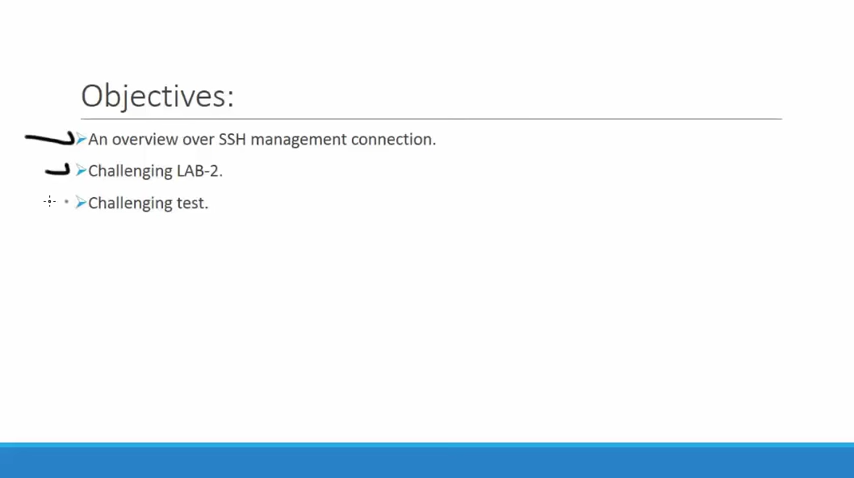 Objectives:
An overview over SSH management connection.
Challenging LAB-2.
Challenging test.